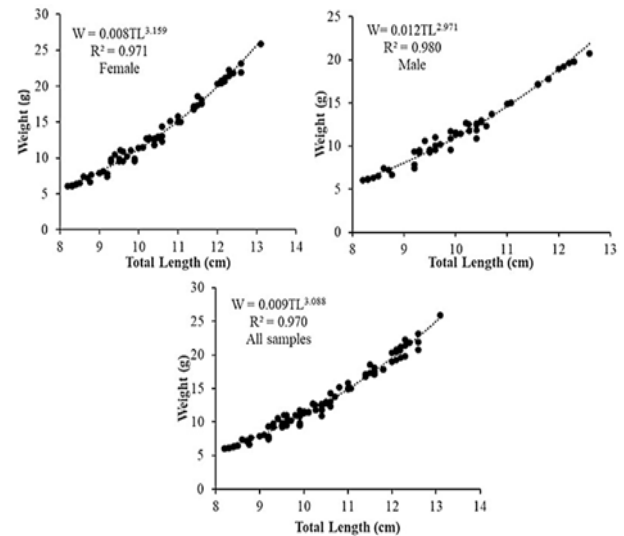 30
25
20
15
10
5
0
Weight (g)
W = 0.008TL^3.159
R² = 0.971
Female
8 9 10 11 12 13 14
Total Length (cm)
25
20
15
10
5
0
Weight (g)
W= 0.012TL^2.971
R² = 0.980
Male
8 9 10 11 12 13
Total Length (cm)
30
25
20
15
10
5
0
Weight (g)
W = 0.009TL^3.088
R² = 0.970
All samples
8 9 10 11 12 13 14
Total Length (cm)